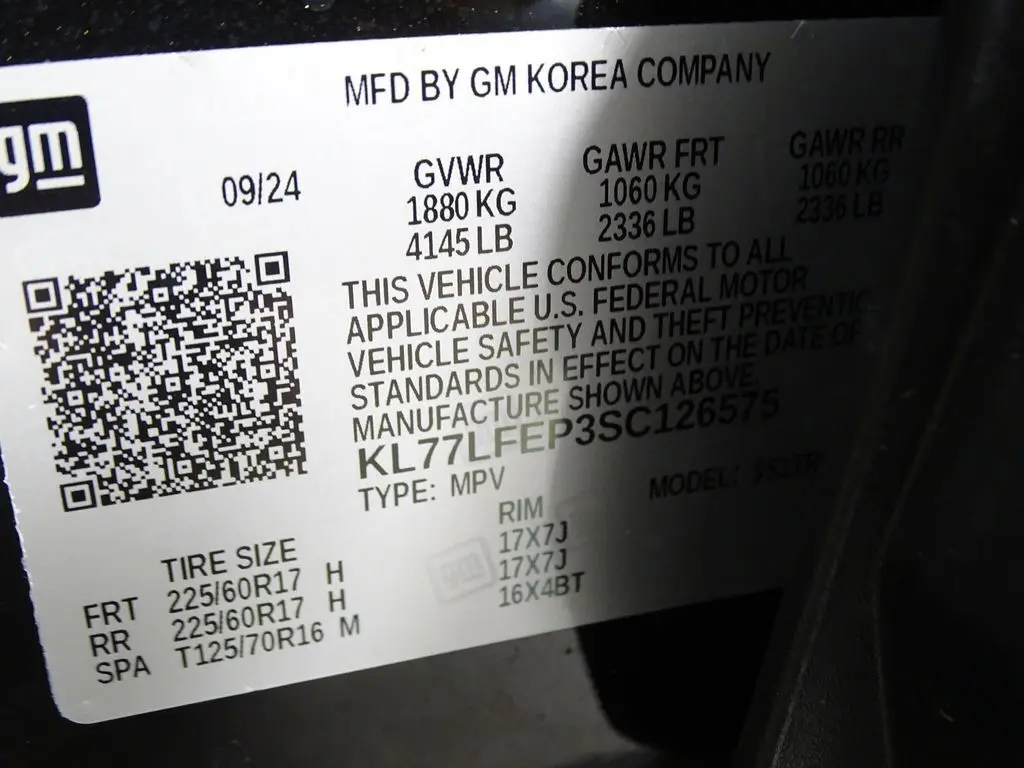 MFD BY GM KOREA COMPANY
gm
09/24
GVWR
1880 KG
4145 LB
GAWR FRT
1060 KG
2336 LB
GAWR RR
1060 KG
2336 LB
THIS VEHICLE CONFORMS TO ALL
APPLICABLE U.S. FEDERAL MOTOR
VEHICLE SAFETY AND THEFT
STANDARDS IN EFFECT ON THE DATE OF
MANUFACTURE SHOWN ABOVE
KL77LFEP3SC126575
TYPE: MPV
MODEL:
TIRE SIZE
RIM
FRT 225/60R17 H 17X7J
RR 225/60R17 H 17X7J
SPA T125/70R16 M 16X4BT
gm